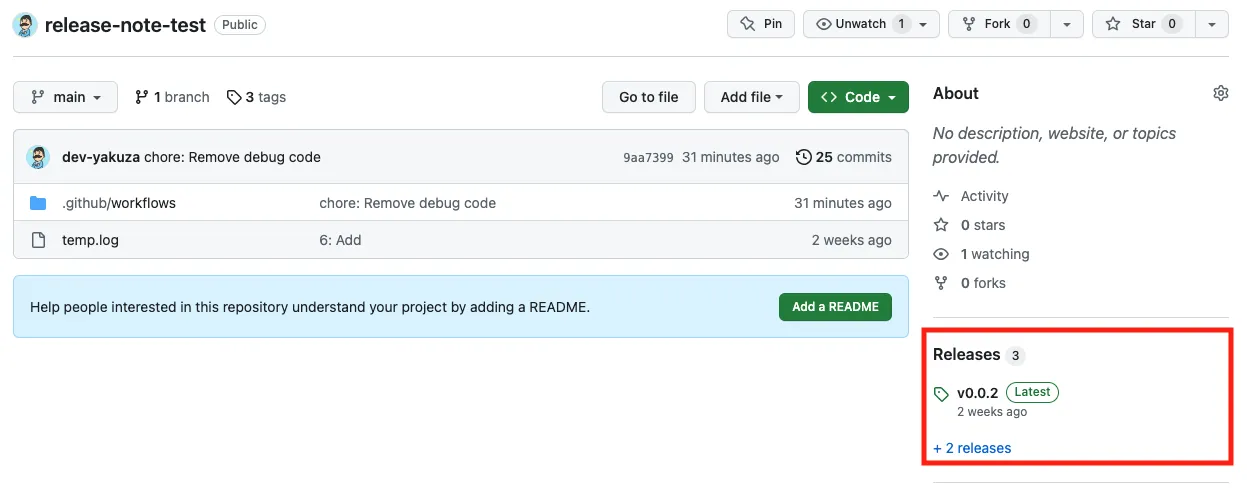 release-note-test Public Pin Unwatch 1 Fork 0 Star 0
main 1 branch 3 tags Go to file Add file Code
dev-yakuza chore: Remove debug code 9aa7399 31 minutes ago 25 commits
.github/workflows chore: Remove debug code 31 minutes ago
temp.log 6: Add 2 weeks ago
Help people interested in this repository understand your project by adding a README. Add a README
About
No description, website, or topics
provided.
Activity
0 stars
1 watching
0 forks
Releases 3
v0.0.2 Latest
2 weeks ago
+ 2 releases